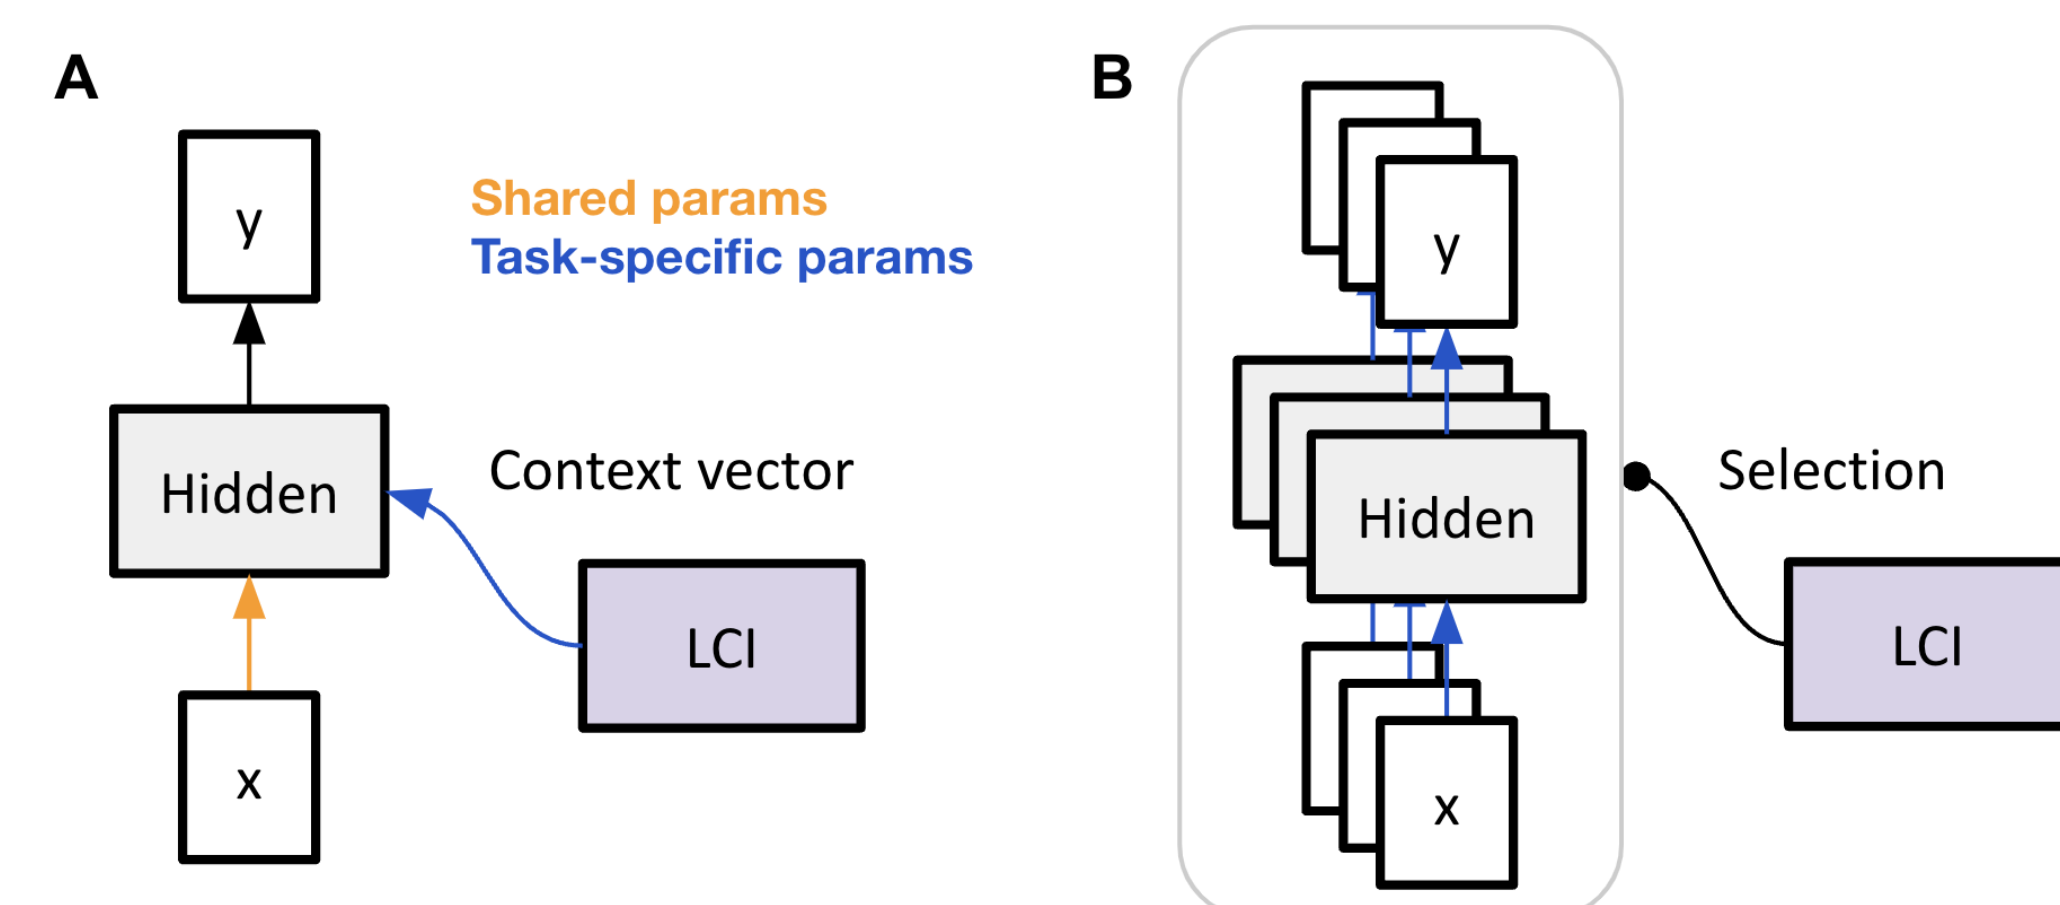 A
y
Shared params
Task-specific params
Hidden
Context vector
LCI
x
B
y
Hidden
Selection
LCI
x